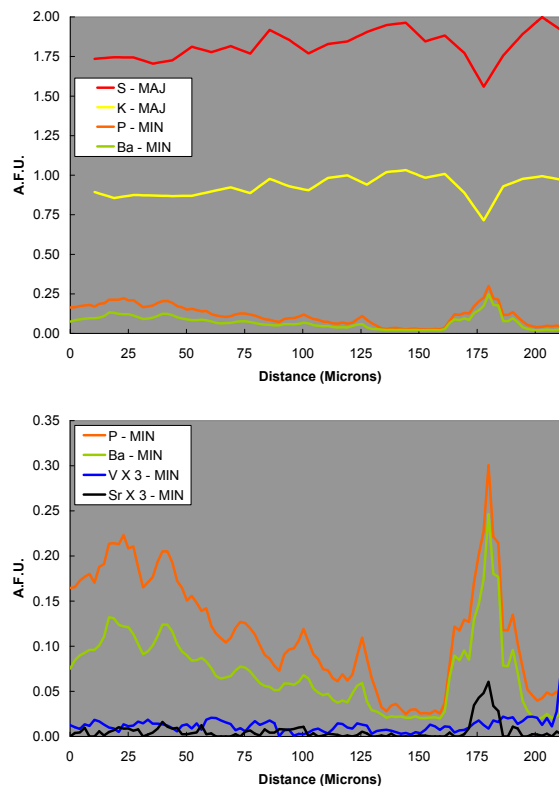 2.00
1.75
1.50
1.25
1.00
0.75
0.50
0.25
0.00
A.F.U.
S - MAJ
K - MAJ
P - MIN
Ba - MIN
0 25 50 75 100 125 150 175 200
Distance (Microns)
0.35
0.30
0.25
0.20
0.15
0.10
0.05
0.00
A.F.U.
P - MIN
Ba - MIN
V X 3 - MIN
Sr X 3 - MIN
0 25 50 75 100 125 150 175 200
Distance (Microns)